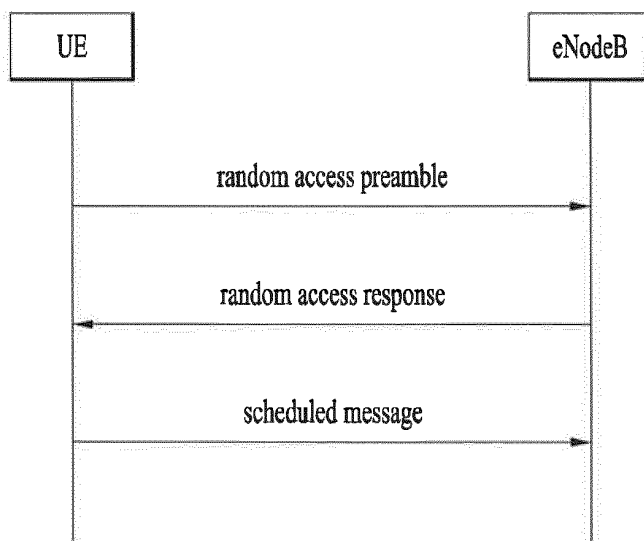 UE
eNodeB
random access preamble
random access response
scheduled message